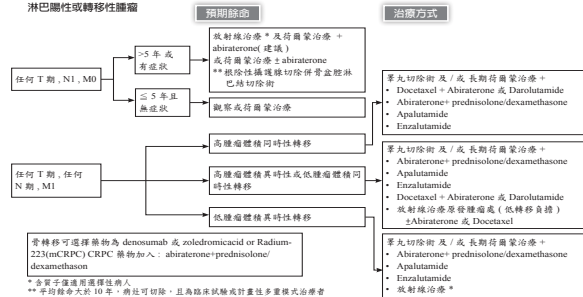 淋巴陽性或轉移性腫瘤
預期餘命
治療方式
任何 T 期 , N1 , M0
>5 年 或
有症狀
放射線治療 * 及 荷爾蒙治療 +
abiraterone( 建議 )
或荷爾蒙治療 ± abiraterone
** 根除性攝護腺切除併骨盆腔淋
巴結切除術
≦ 5 年且
無症狀
觀察或荷爾蒙治療
任何 T 期 , 任何
N 期 , M1
高腫瘤體積同時性轉移
高腫瘤體積異時性或低腫瘤體積同
時性轉移
低腫瘤體積異時性轉移
睪丸切除術 及 / 或 長期荷爾蒙治療 +
• Docetaxel + Abiraterone 或 Darolutamide
• Abiraterone+ prednisolone/dexamethasone
• Apalutamide
• Enzalutamide
睪丸切除術 及 / 或 長期荷爾蒙治療 +
• Abiraterone+ prednisolone/dexamethasone
• Apalutamide
• Enzalutamide
• Docetaxel + Abiraterone 或 Darolutamide
• 放射線治療原發腫瘤處 ( 低轉移負擔 )
±Abiraterone 或 Docetaxel
睪丸切除術 及 / 或 長期荷爾蒙治療 +
• Abiraterone+ prednisolone/dexamethasone
• Apalutamide
• Enzalutamide
• 放射線治療 *
骨轉移可選擇藥物為 denosumab 或 zoledromicacid or Radium-
223(mCRPC) CRPC 藥物加入 : abiraterone+prednisolone/
dexamethason
* 含質子僅適用選擇性病人
** 平均餘命大於 10 年 , 病灶可切除 , 且為臨床試驗或計畫性多重模式治療者